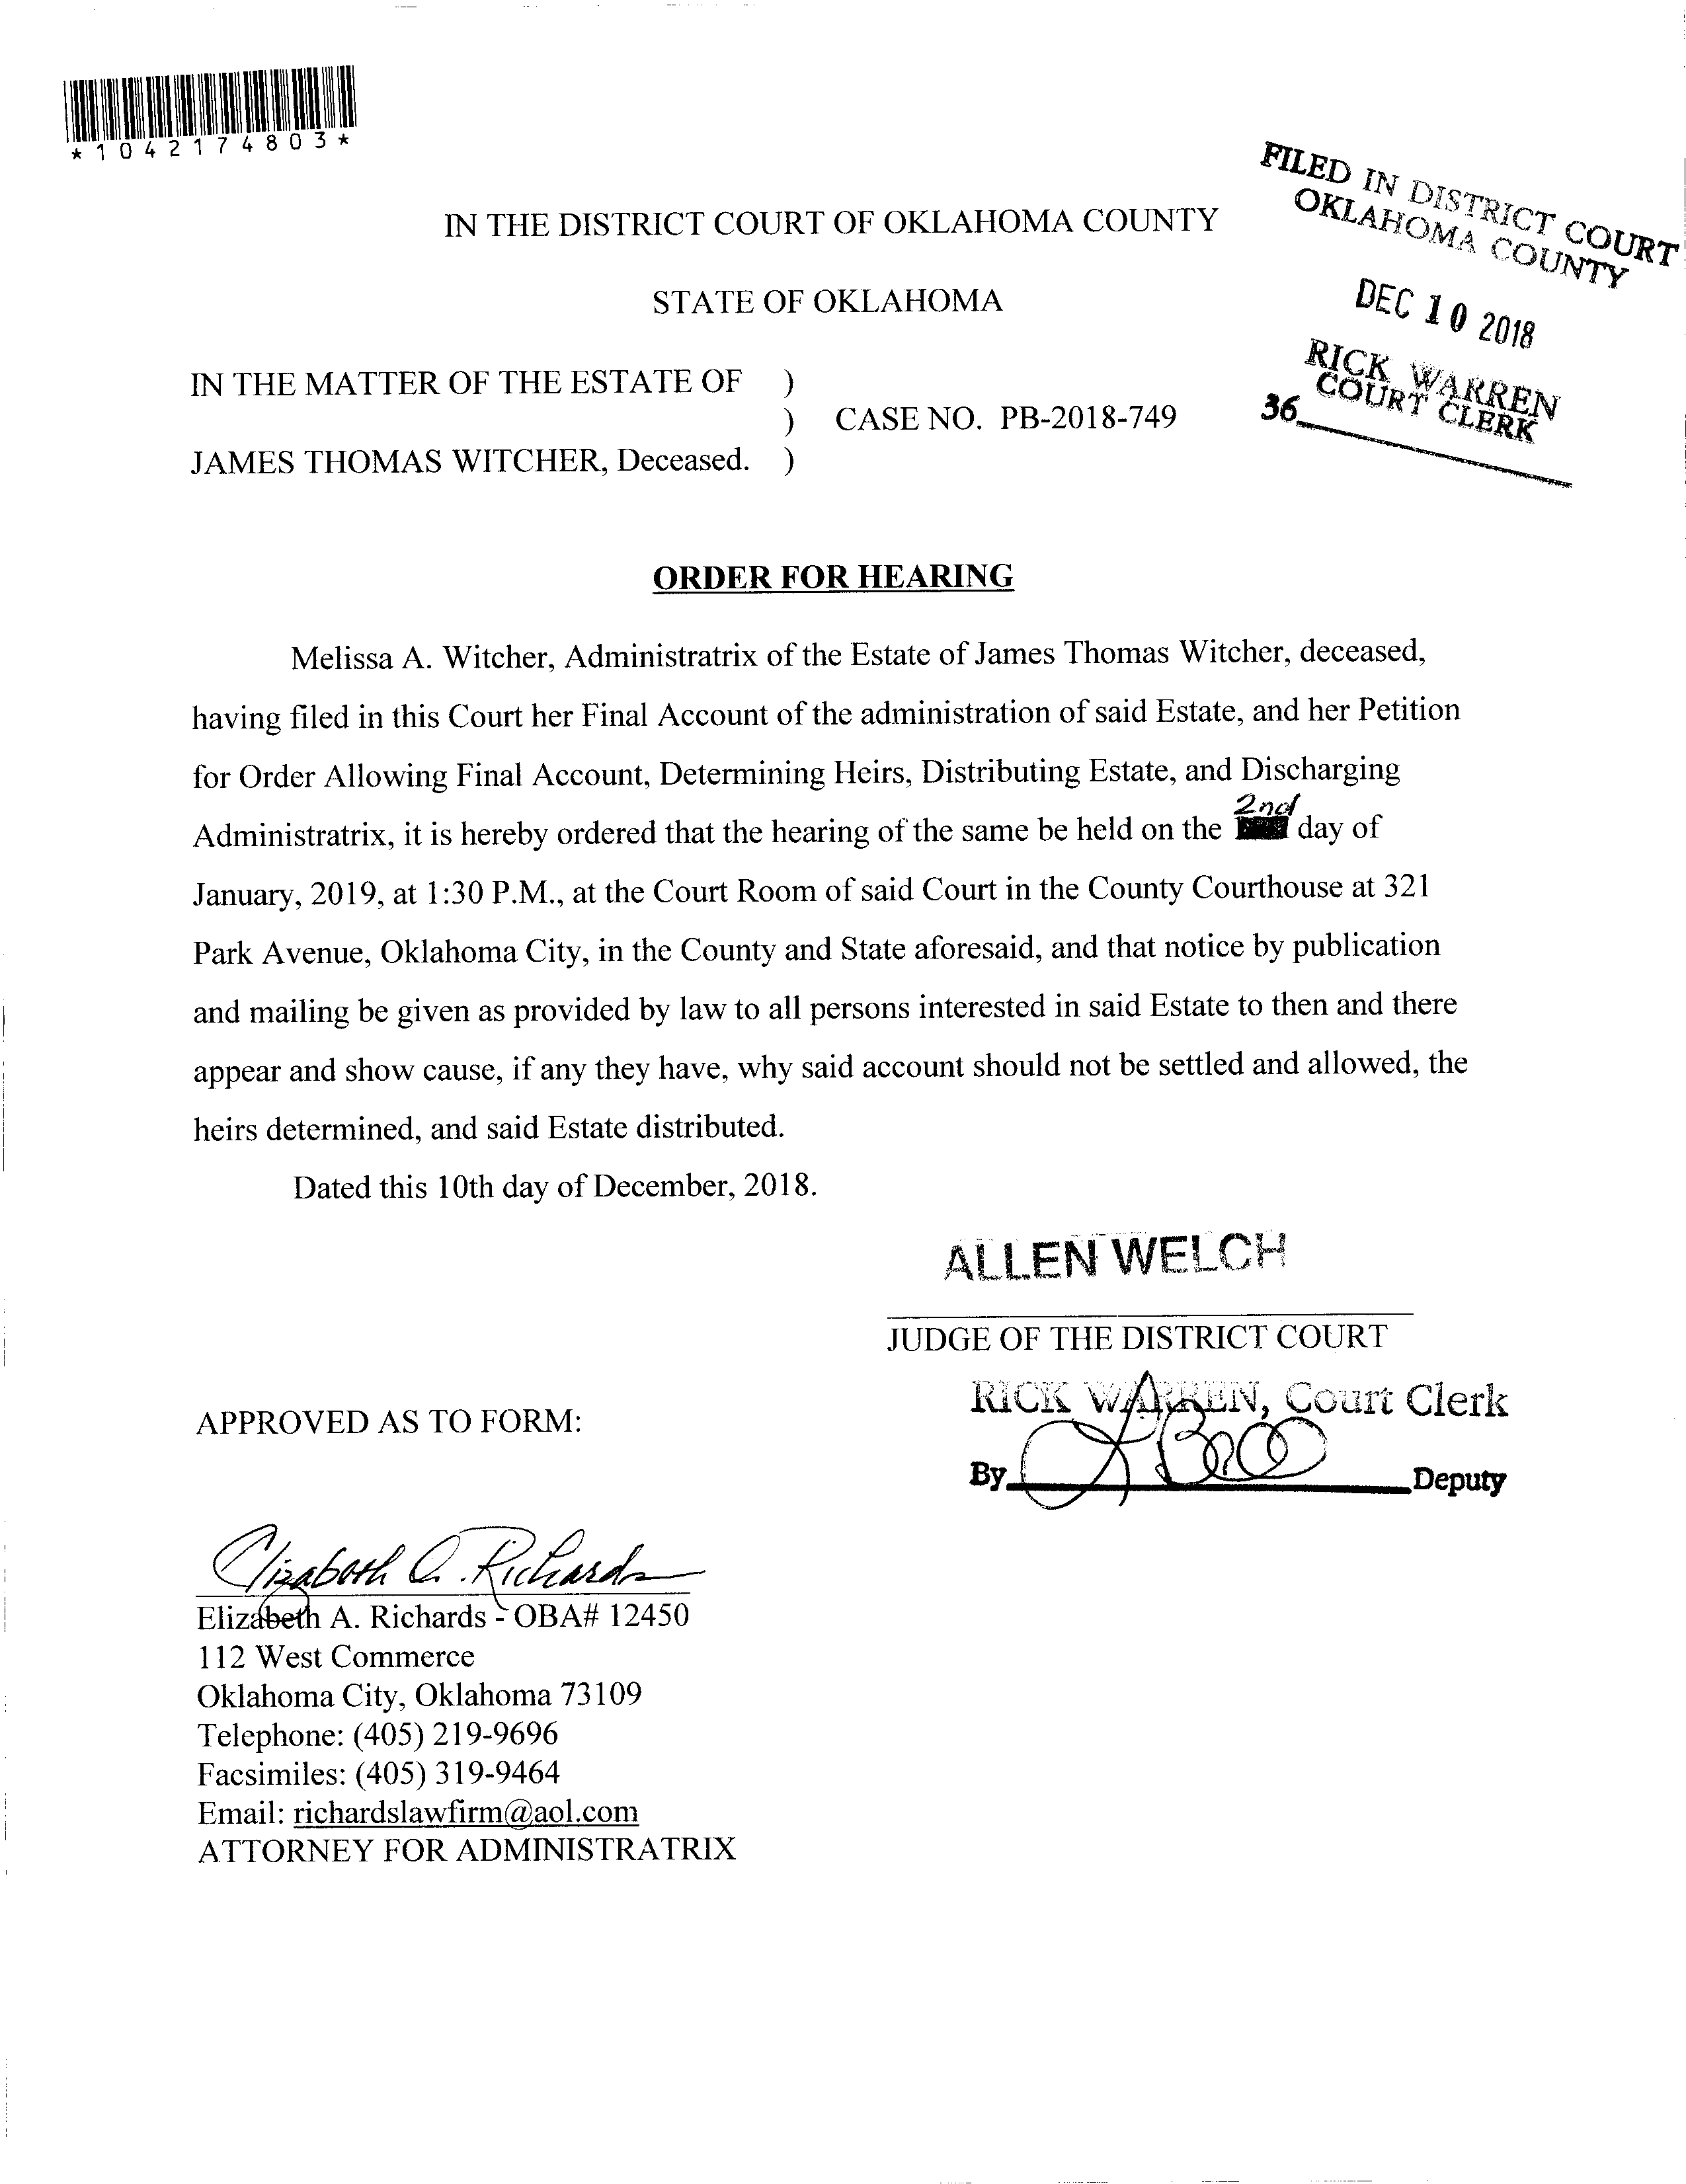 *1042174803*
FILED IN DISTRICT COURT
OKLAHOMA COUNTY
DEC 10 2018
RICK WARREN
COURT CLERK
36
IN THE DISTRICT COURT OF OKLAHOMA COUNTY
STATE OF OKLAHOMA
IN THE MATTER OF THE ESTATE OF )
) CASE NO. PB-2018-749
JAMES THOMAS WITCHER, Deceased. )
ORDER FOR HEARING
Melissa A. Witcher, Administratrix of the Estate of James Thomas Witcher, deceased,
having filed in this Court her Final Account of the administration of said Estate, and her Petition
for Order Allowing Final Account, Determining Heirs, Distributing Estate, and Discharging
Administratrix, it is hereby ordered that the hearing of the same be held on the 2nd day of
January, 2019, at 1:30 P.M., at the Court Room of said Court in the County Courthouse at 321
Park Avenue, Oklahoma City, in the County and State aforesaid, and that notice by publication
and mailing be given as provided by law to all persons interested in said Estate to then and there
appear and show cause, if any they have, why said account should not be settled and allowed, the
heirs determined, and said Estate distributed.
Dated this 10th day of December, 2018.
ALLEN WELCH
JUDGE OF THE DISTRICT COURT
RICK WARREN, Court Clerk
By Deputy
APPROVED AS TO FORM:
Elizabeth A. Richards
Elizabeth A. Richards - OBA# 12450
112 West Commerce
Oklahoma City, Oklahoma 73109
Telephone: (405) 219-9696
Facsimiles: (405) 319-9464
Email: richardslawfirm@aol.com
ATTORNEY FOR ADMINISTRATRIX